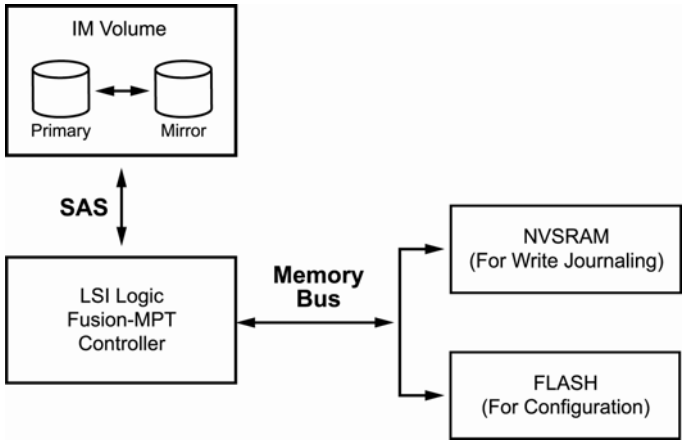 IM Volume
Primary
Mirror
SAS
LSI Logic
Fusion-MPT
Controller
Memory
Bus
NVSRAM
(For Write Journaling)
FLASH
(For Configuration)